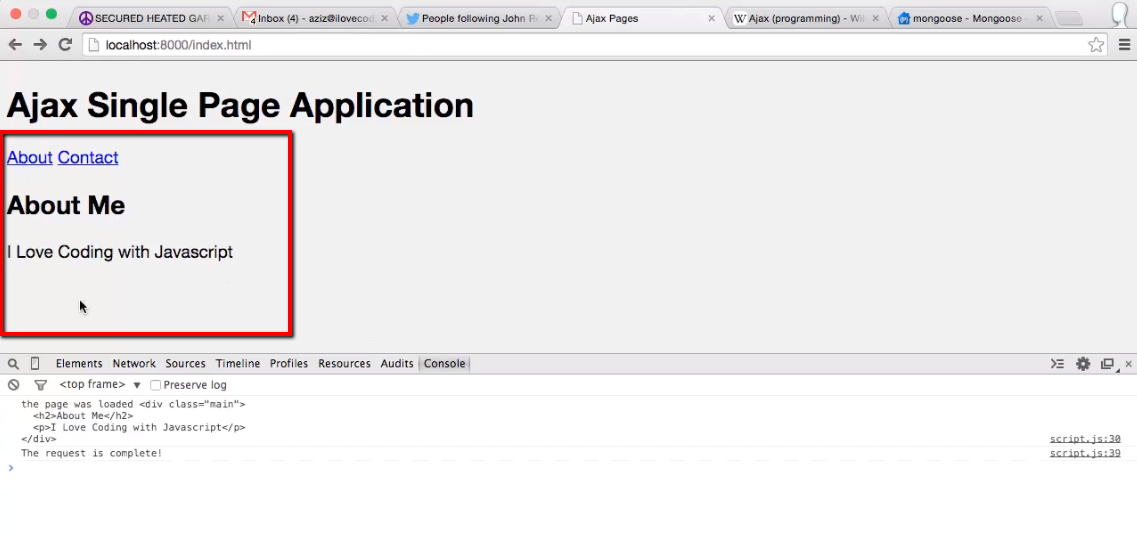 SECURED HEATED GAR
Inbox (4) - aziz@ilovecod
People following John Re
Ajax Pages
Ajax (programming) - Wi
mongoose - Mongoose -
localhost:8000/index.html
Ajax Single Page Application
About Contact
About Me
I Love Coding with Javascript
Elements Network Sources Timeline Profiles Resources Audits Console
<top frame> ▼ Preserve log
the page was loaded <div class="main">
<h2>About Me</h2>
<p>I Love Coding with Javascript</p>
</div> script.js:30
The request is complete! script.js:39